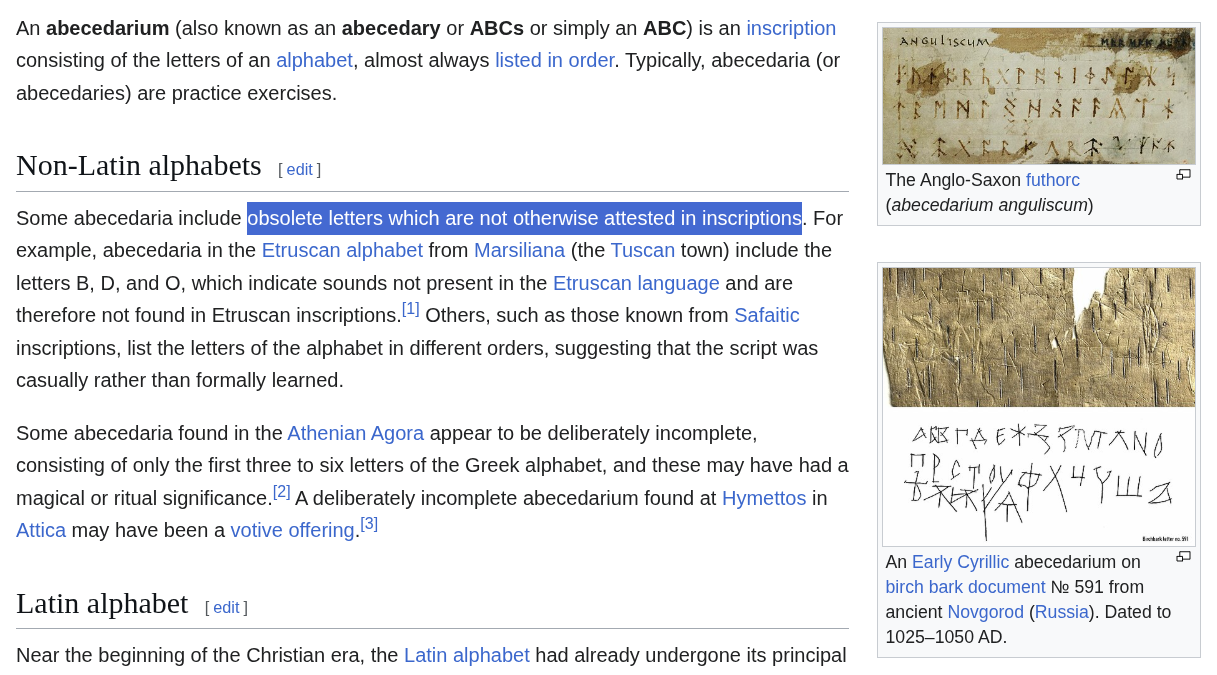 An abecedarium (also known as an abecedary or ABCs or simply an ABC) is an inscription
consisting of the letters of an alphabet, almost always listed in order. Typically, abecedaria (or
abecedaries) are practice exercises.
Non-Latin alphabets [ edit ]
Some abecedaria include obsolete letters which are not otherwise attested in inscriptions. For
example, abecedaria in the Etruscan alphabet from Marsiliana (the Tuscan town) include the
letters B, D, and O, which indicate sounds not present in the Etruscan language and are
therefore not found in Etruscan inscriptions.[1] Others, such as those known from Safaitic
inscriptions, list the letters of the alphabet in different orders, suggesting that the script was
casually rather than formally learned.
Some abecedaria found in the Athenian Agora appear to be deliberately incomplete,
consisting of only the first three to six letters of the Greek alphabet, and these may have had a
magical or ritual significance.[2] A deliberately incomplete abecedarium found at Hymettos in
Attica may have been a votive offering.[3]
Latin alphabet [ edit ]
Near the beginning of the Christian era, the Latin alphabet had already undergone its principal
ANGULISCUM
The Anglo-Saxon futhorc
(abecedarium anguliscum)
Birchbark letter no. 591
An Early Cyrillic abecedarium on
birch bark document № 591 from
ancient Novgorod (Russia). Dated to
1025–1050 AD.